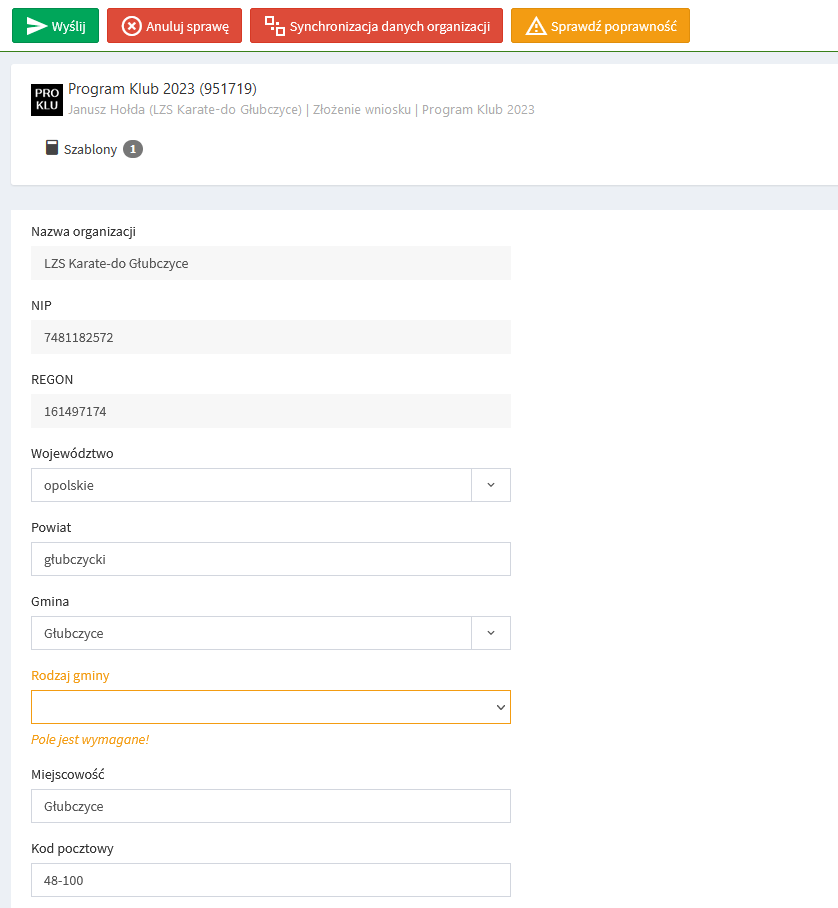 Wyślij Anuluj sprawę Synchronizacja danych organizacji Sprawdź poprawność
PRO
KLU
Program Klub 2023 (951719)
Janusz Hołda (LZS Karate-do Głubczyce) | Złożenie wniosku | Program Klub 2023
Szablony 1
Nazwa organizacji
LZS Karate-do Głubczyce
NIP
7481182572
REGON
161497174
Województwo
opolskie
Powiat
głubczycki
Gmina
Głubczyce
Rodzaj gminy
Pole jest wymagane!
Miejscowość
Głubczyce
Kod pocztowy
48-100